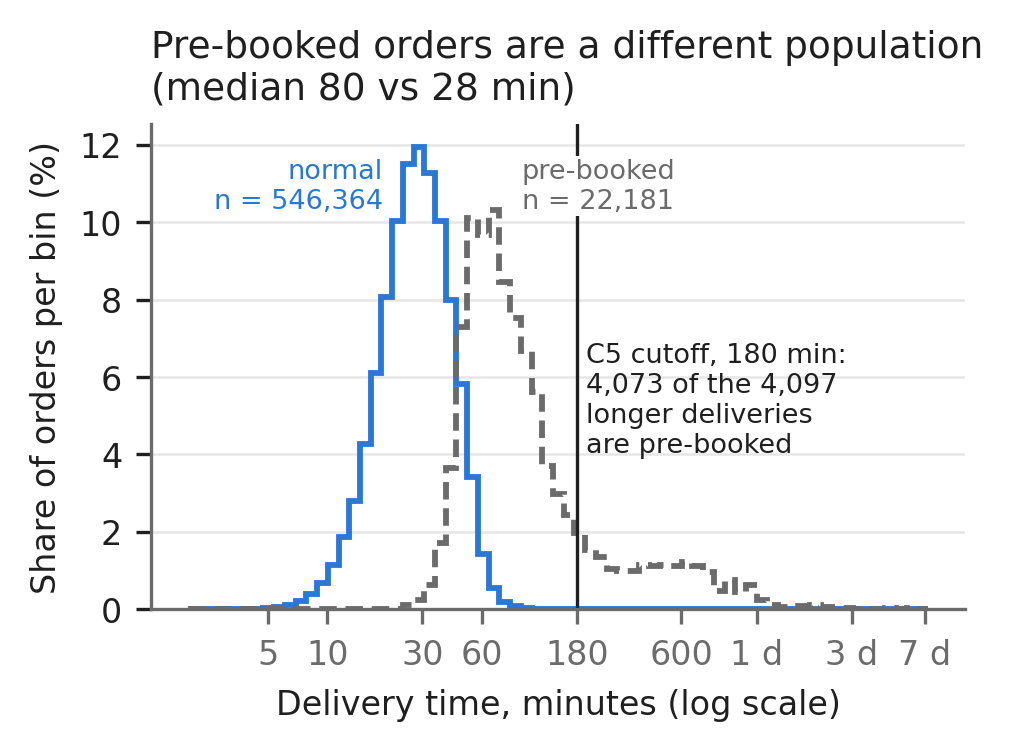 Pre-booked orders are a different population
(median 80 vs 28 min)
Share of orders per bin (%)
12
10
8
6
4
2
0
normal
n = 546,364
pre-booked
n = 22,181
C5 cutoff, 180 min:
4,073 of the 4,097
longer deliveries
are pre-booked
5 10 30 60 180 600 1 d 3 d 7 d
Delivery time, minutes (log scale)